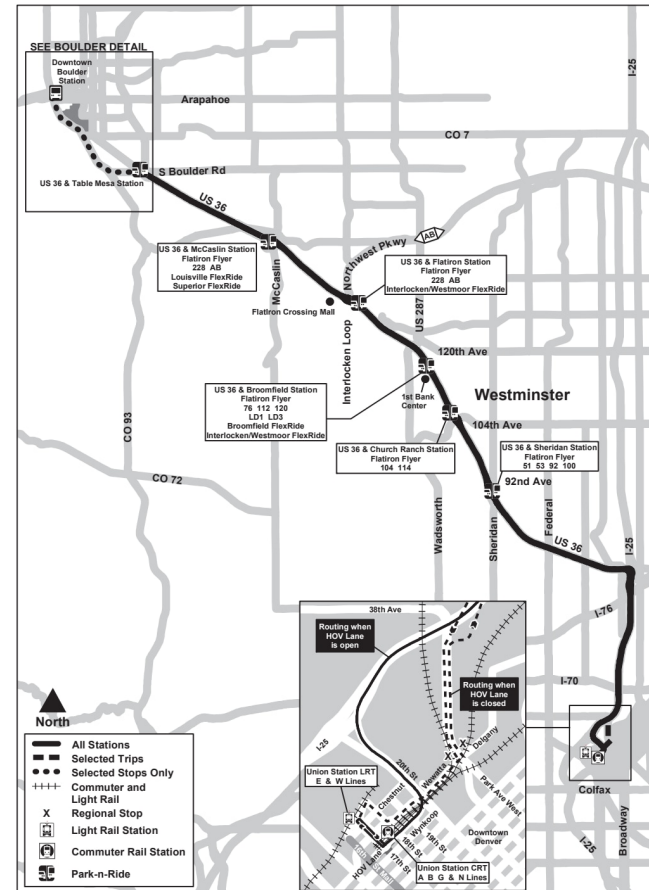 SEE BOULDER DETAIL
Downtown
Boulder
Station
Arapahoe
I-25
CO 7
S Boulder Rd
US 36 & Table Mesa Station
US 36
US 36 & McCaslin Station
Flatiron Flyer
228 AB
Louisville FlexRide
Superior FlexRide
McCaslin
Northwest Pkwy
AB
US 36 & Flatiron Station
Flatiron Flyer
228 AB
Interlocken/Westmoor FlexRide
FlatIron Crossing Mall
Interlocken Loop
US 287
120th Ave
US 36 & Broomfield Station
Flatiron Flyer
76 112 120
LD1 LD3
Broomfield FlexRide
Interlocken/Westmoor FlexRide
1st Bank
Center
Westminster
104th Ave
CO 93
US 36 & Church Ranch Station
Flatiron Flyer
104 114
US 36 & Sheridan Station
Flatiron Flyer
51 53 92 100
92nd Ave
CO 72
Wadsworth
Sheridan
Federal
US 36
I-25
38th Ave
Routing when
HOV Lane
is open
I-76
Routing when
HOV Lane
is closed
I-70
North
I-25
Delgany
20th St
Wewatta
Union Station LRT
E & W Lines
Chestnut
Park Ave West
Wynkoop
19th St
18th St
17th St
HOV Lane
Downtown
Denver
Union Station CRT
A B G & N Lines
Colfax
I-25
Broadway
All Stations
Selected Trips
Selected Stops Only
Commuter and
Light Rail
X Regional Stop
Light Rail Station
Commuter Rail Station
Park-n-Ride